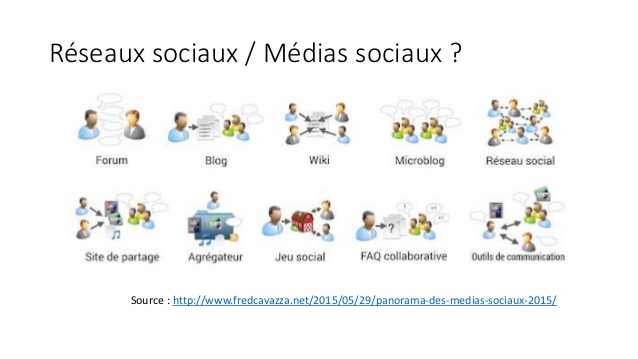 Réseaux sociaux / Médias sociaux ?
Forum
Blog
Wiki
Microblog
Réseau social
Site de partage
Agrégateur
Jeu social
FAQ collaborative
Outils de communication
Source : http://www.fredcavazza.net/2015/05/29/panorama-des-medias-sociaux-2015/